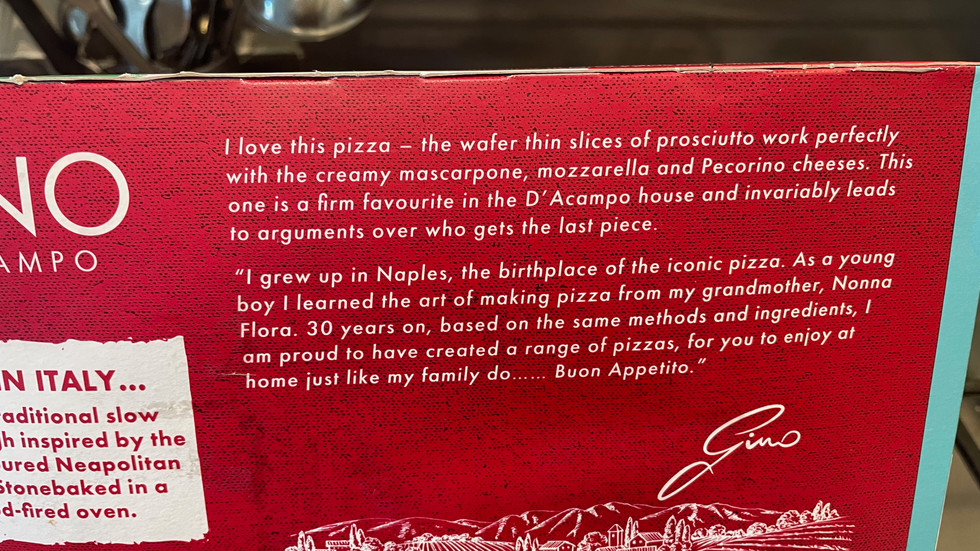 I love this pizza – the wafer thin slices of prosciutto work perfectly
with the creamy mascarpone, mozzarella and Pecorino cheeses. This
one is a firm favourite in the D'Acampo house and invariably leads
to arguments over who gets the last piece.
"I grew up in Naples, the birthplace of the iconic pizza. As a young
boy I learned the art of making pizza from my grandmother, Nonna
Flora. 30 years on, based on the same methods and ingredients, I
am proud to have created a range of pizzas, for you to enjoy at
home just like my family do...... Buon Appetito."
Gino
NO
AMPO
IN ITALY...
raditional slow
gh inspired by the
ured Neapolitan
Stonebaked in a
d-fired oven.